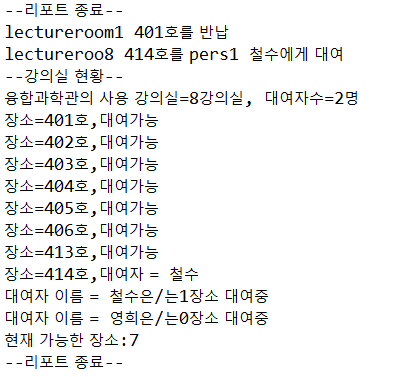 --리포트 종료--
lectureroom1 401호를 반납
lectureroo8 414호를 pers1 철수에게 대여
--강의실 현황--
융합과학관의 사용 강의실=8강의실, 대여자수=2명
장소=401호,대여가능
장소=402호,대여가능
장소=403호,대여가능
장소=404호,대여가능
장소=405호,대여가능
장소=406호,대여가능
장소=413호,대여가능
장소=414호,대여자 = 철수
대여자 이름 = 철수은/는1장소 대여중
대여자 이름 = 영희은/는0장소 대여중
현재 가능한 장소:7
--리포트 종료--